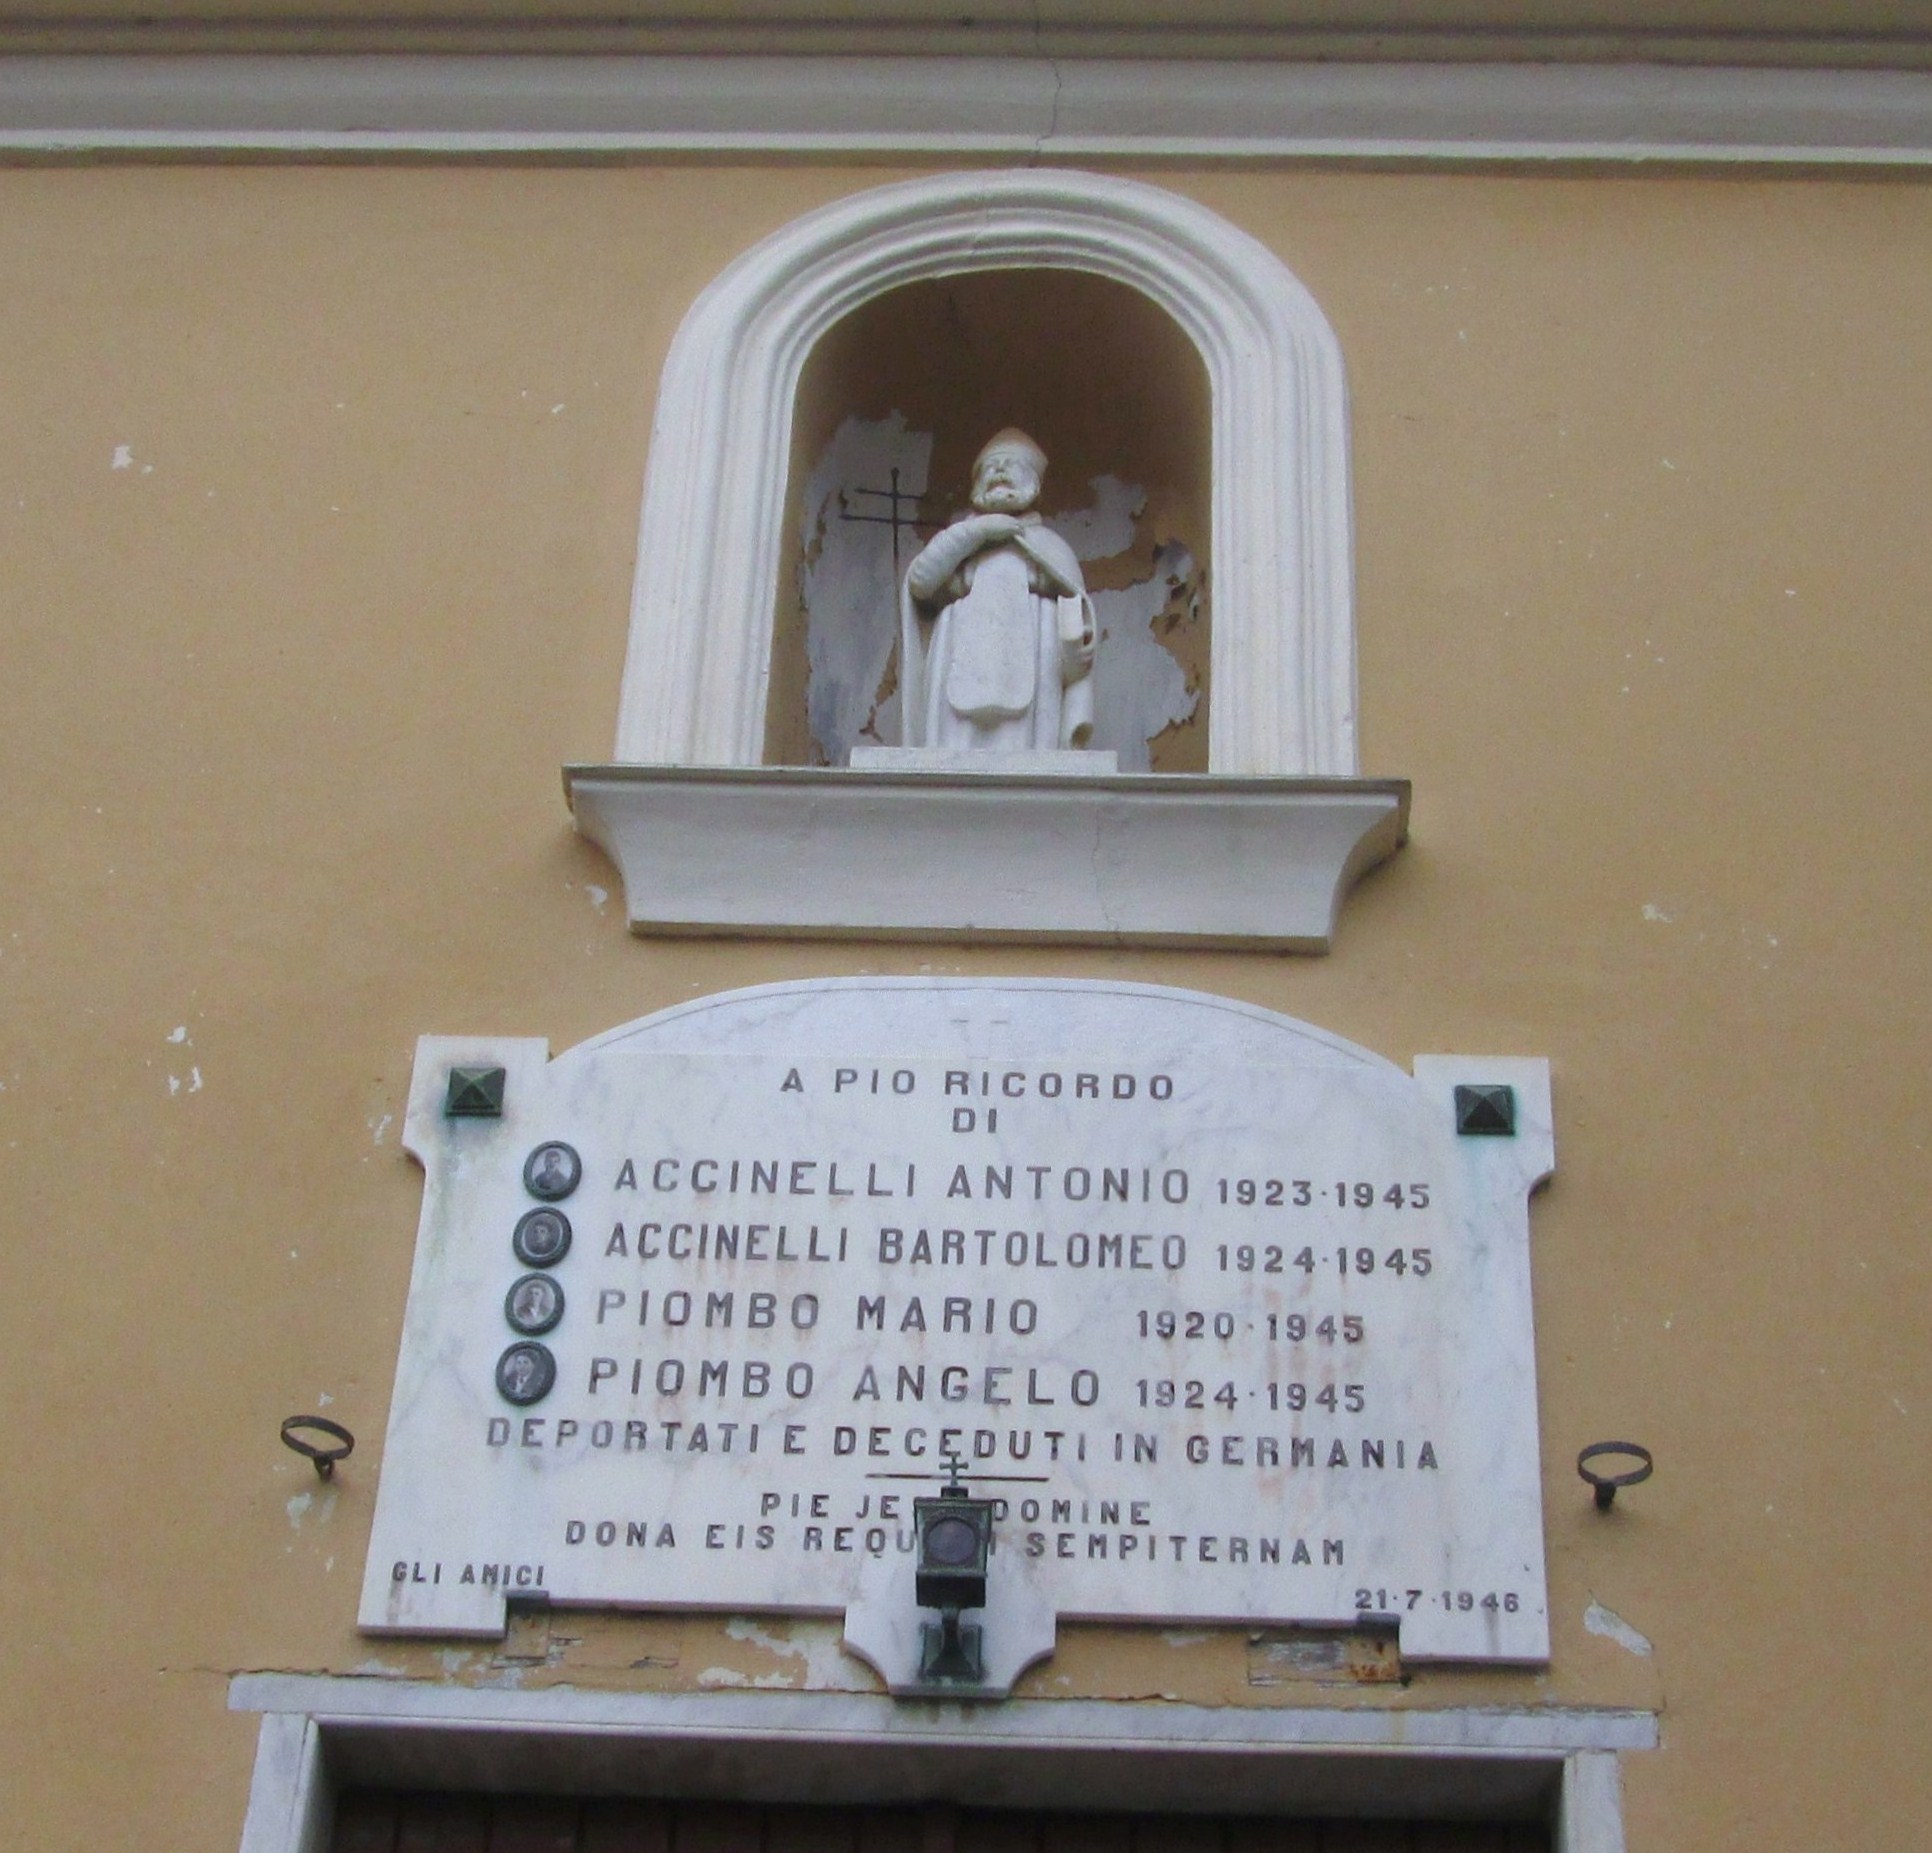 A PIO RICORDO
DI
ACCINELLI ANTONIO 1923·1945
ACCINELLI BARTOLOMEO 1924·1945
PIOMBO MARIO 1920·1945
PIOMBO ANGELO 1924·1945
DEPORTATI E DECEDUTI IN GERMANIA
PIE DOMINE
DONA EIS SEMPITERNAM
GLI AMICI
21·7·1946